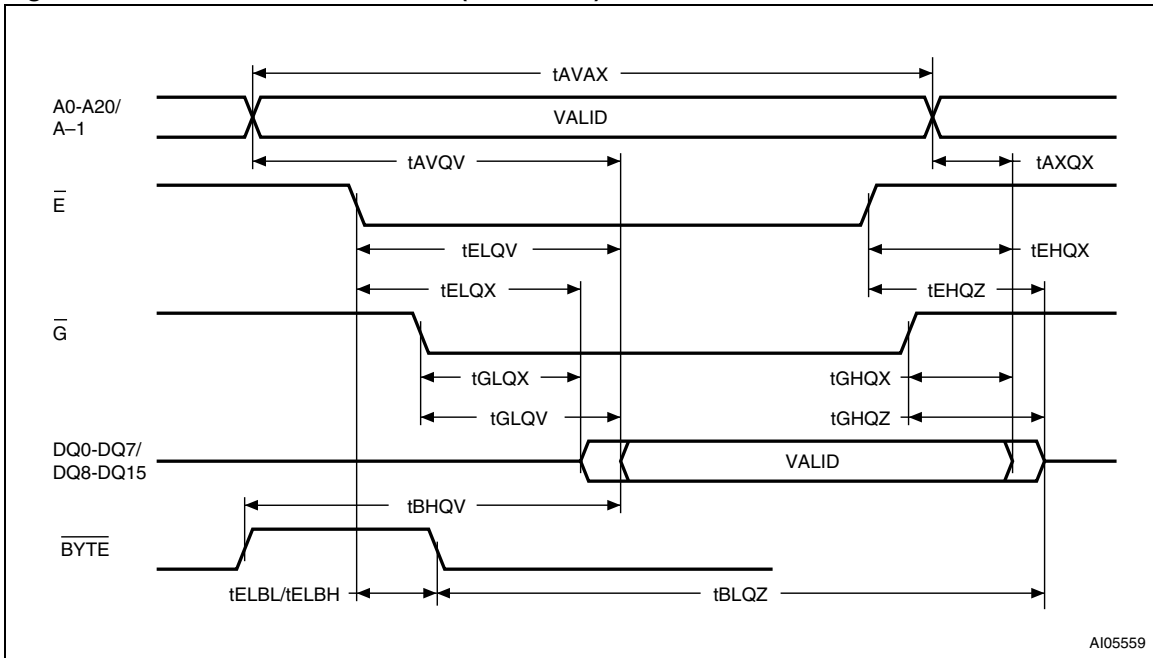 tAVAX
A0-A20/
A–1
VALID
tAVQV
tAXQX
E
tELQV
tEHQX
tELQX
tEHQZ
G
tGLQX
tGHQX
tGLQV
tGHQZ
DQ0-DQ7/
DQ8-DQ15
VALID
tBHQV
BYTE
tELBL/tELBH
tBLQZ
AI05559